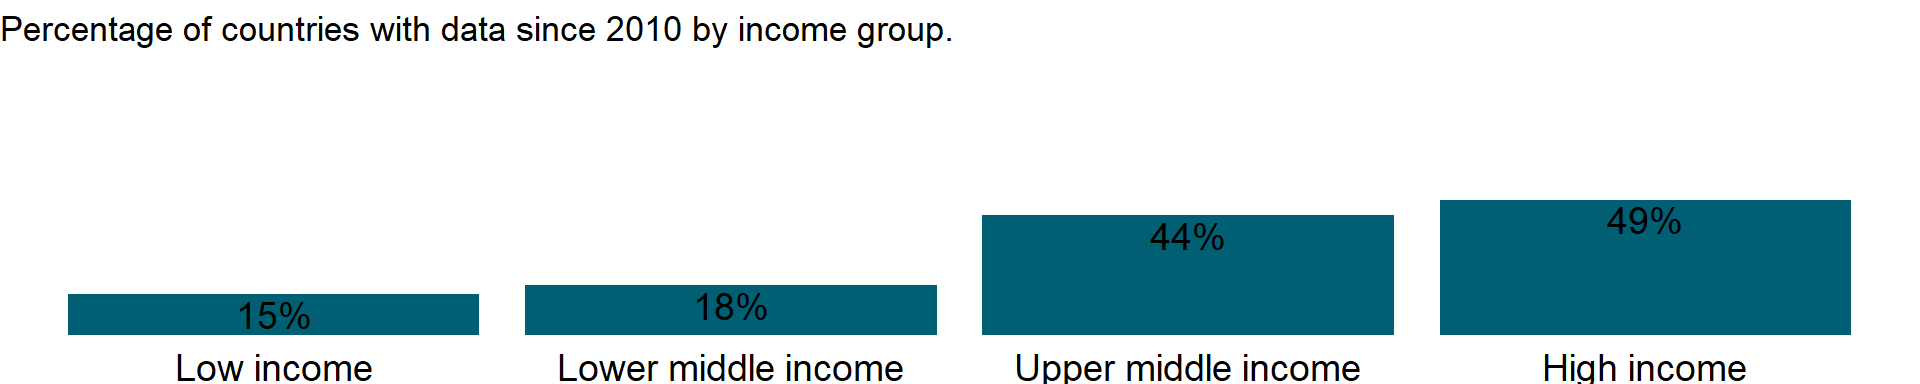 Percentage of countries with data since 2010 by income group.
15%
18%
44%
49%
Low income
Lower middle income
Upper middle income
High income